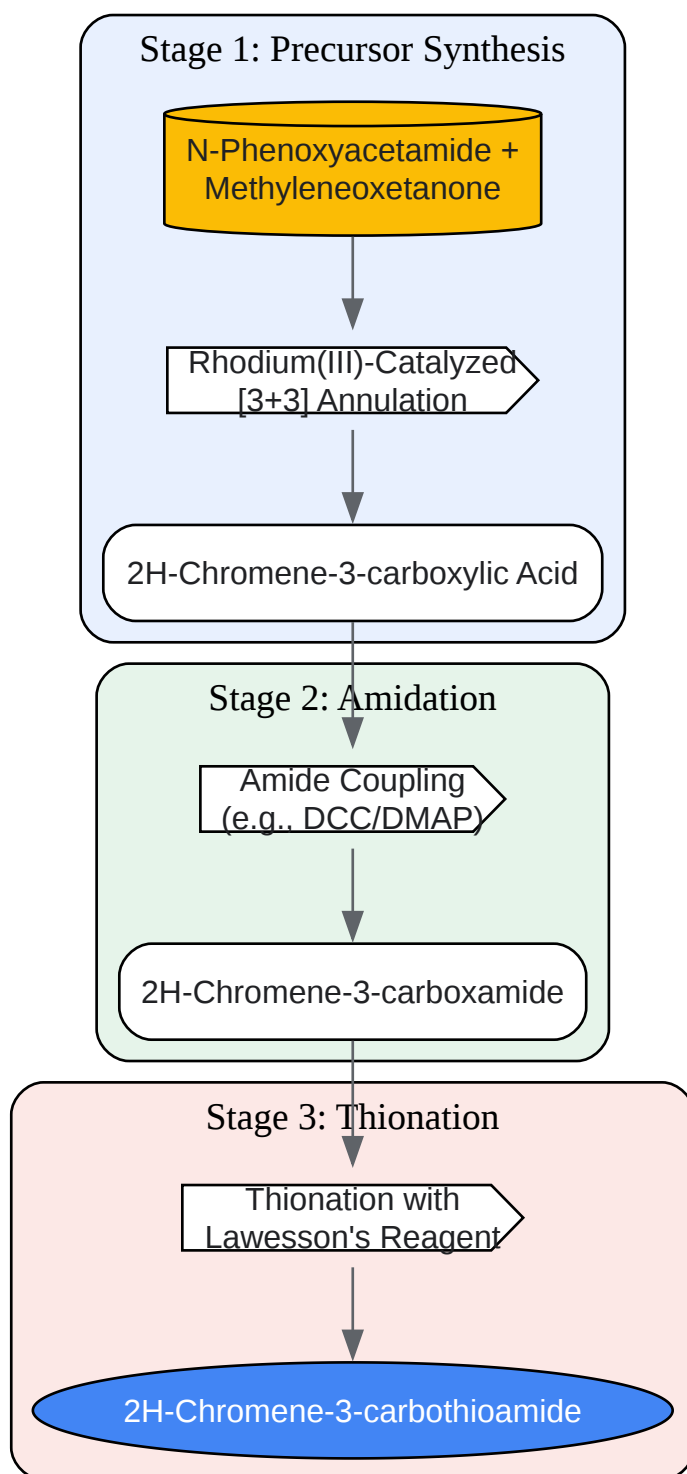 Stage 1: Precursor Synthesis
N-Phenoxyacetamide +
Methyleneoxetanone
Rhodium(III)-Catalyzed
[3+3] Annulation
2H-Chromene-3-carboxylic Acid
Stage 2: Amidation
Amide Coupling
(e.g., DCC/DMAP)
2H-Chromene-3-carboxamide
Stage 3: Thionation
Thionation with
Lawesson's Reagent
2H-Chromene-3-carbothioamide